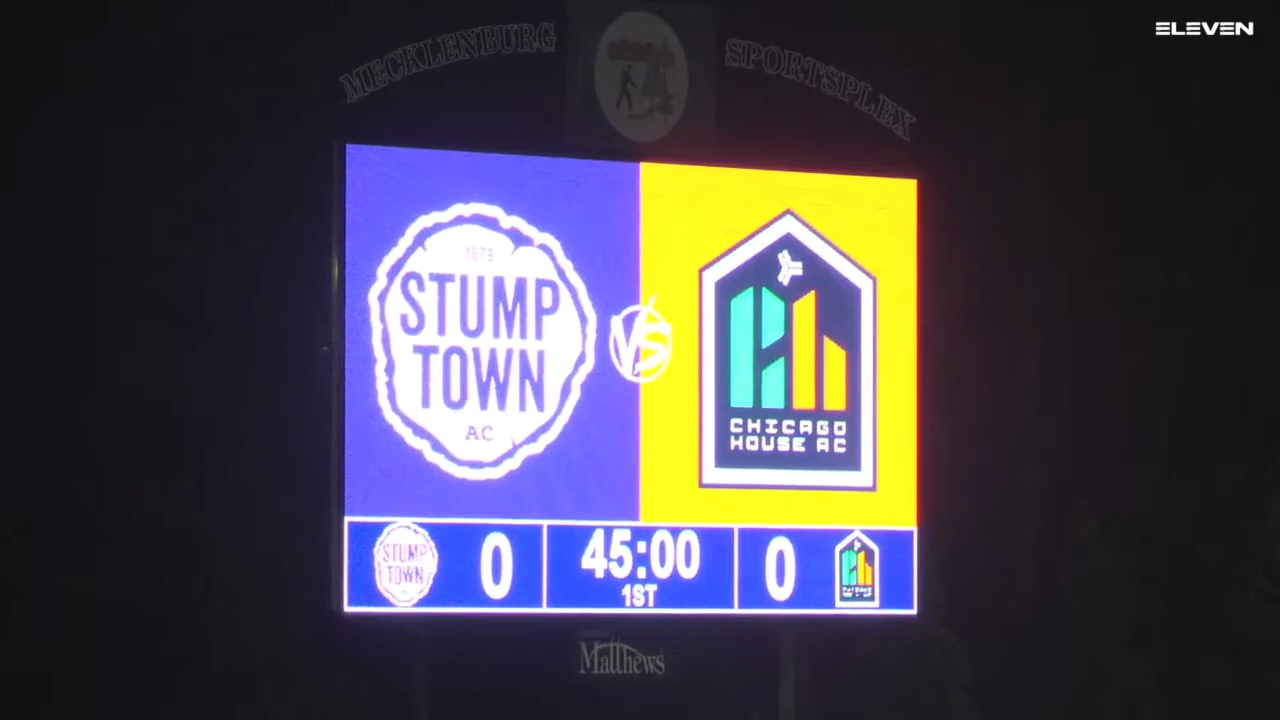 ELEVEN
MECKLENBURG SPORTSPLEX
1879
STUMP
TOWN
AC
VS
CHICAGO
HOUSE AC
STUMP
TOWN
0
45:00
1ST
0
Matthews